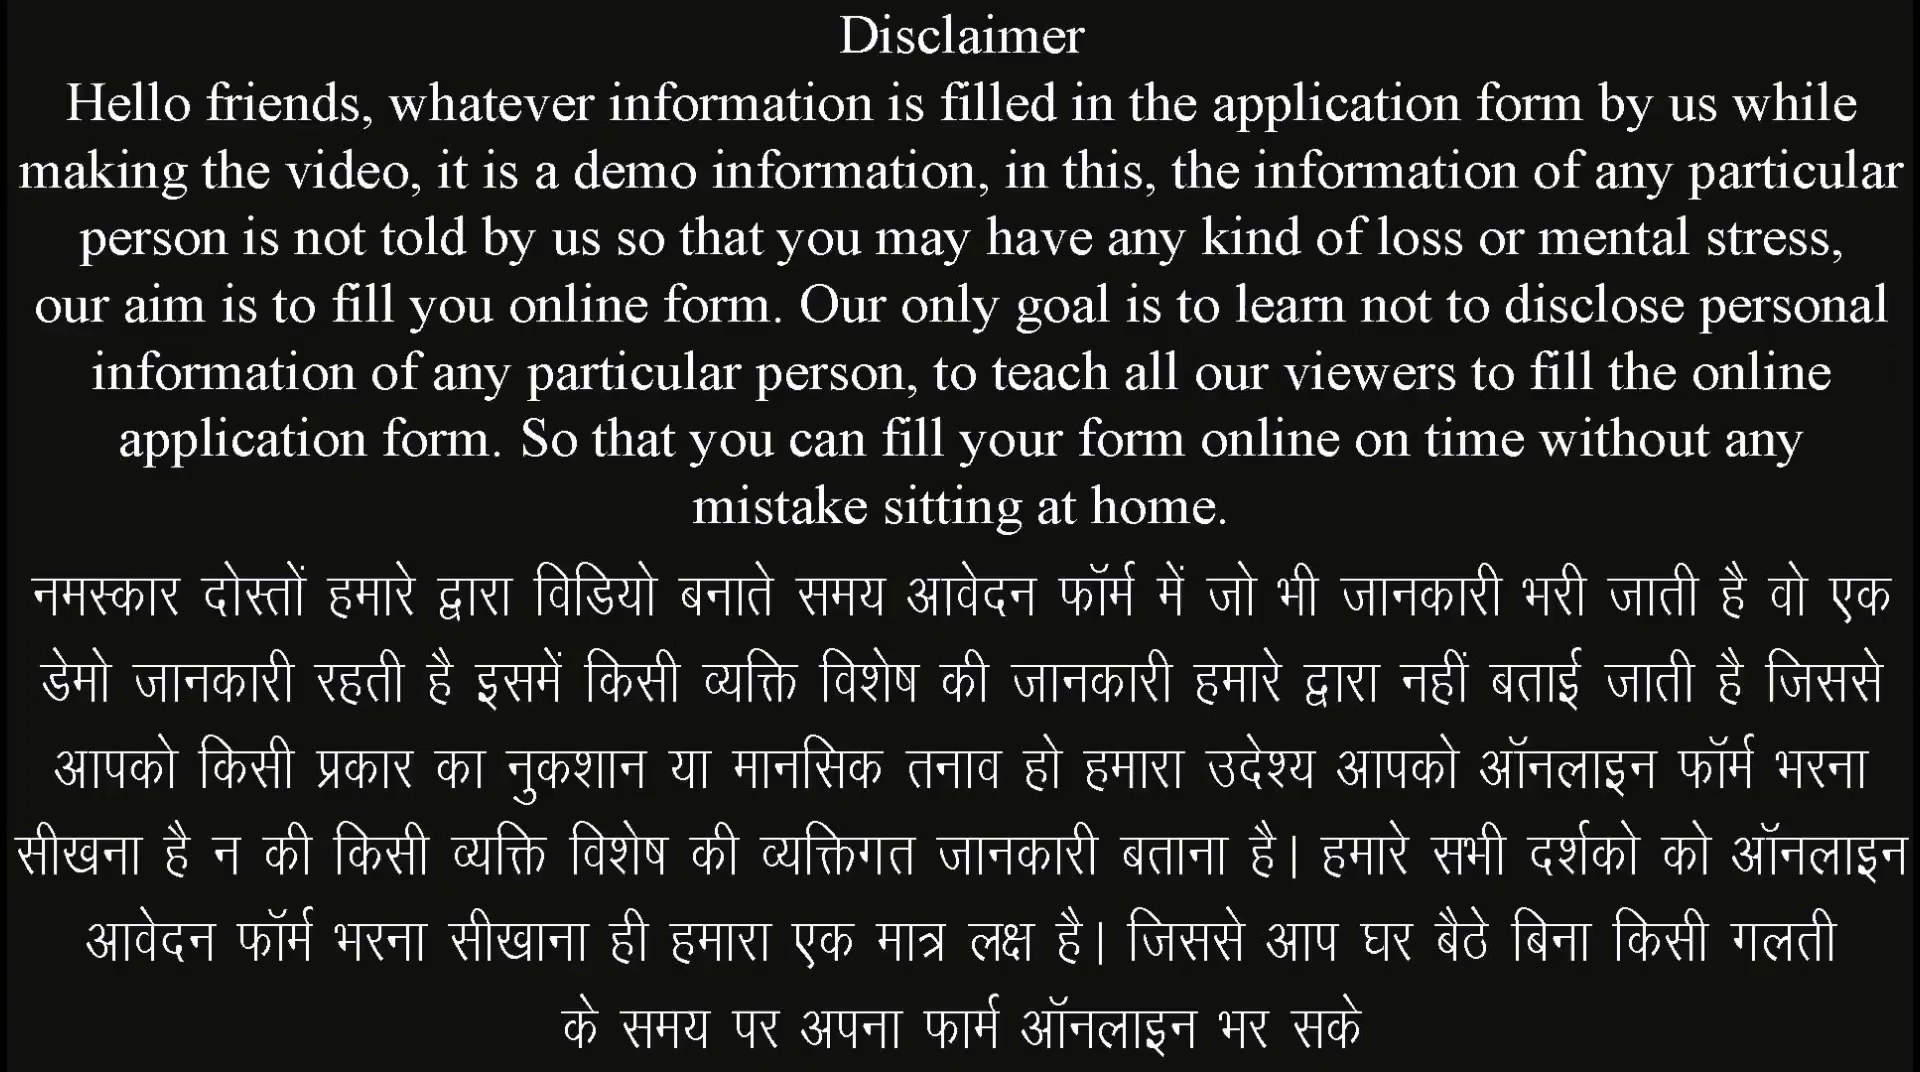 Disclaimer
Hello friends, whatever information is filled in the application form by us while
making the video, it is a demo information, in this, the information of any particular
person is not told by us so that you may have any kind of loss or mental stress,
our aim is to fill you online form. Our only goal is to learn not to disclose personal
information of any particular person, to teach all our viewers to fill the online
application form. So that you can fill your form online on time without any
mistake sitting at home.
नमस्कार दोस्तों हमारे द्वारा विडियो बनाते समय आवेदन फॉर्म में जो भी जानकारी भरी जाती है वो एक
डेमो जानकारी रहती है इसमें किसी व्यक्ति विशेष की जानकारी हमारे द्वारा नहीं बताई जाती है जिससे
आपको किसी प्रकार का नुकशान या मानसिक तनाव हो हमारा उदेश्य आपको ऑनलाइन फॉर्म भरना
सीखना है न की किसी व्यक्ति विशेष की व्यक्तिगत जानकारी बताना है। हमारे सभी दर्शको को ऑनलाइन
आवेदन फॉर्म भरना सीखाना ही हमारा एक मात्र लक्ष है। जिससे आप घर बैठे बिना किसी गलती
के समय पर अपना फार्म ऑनलाइन भर सके